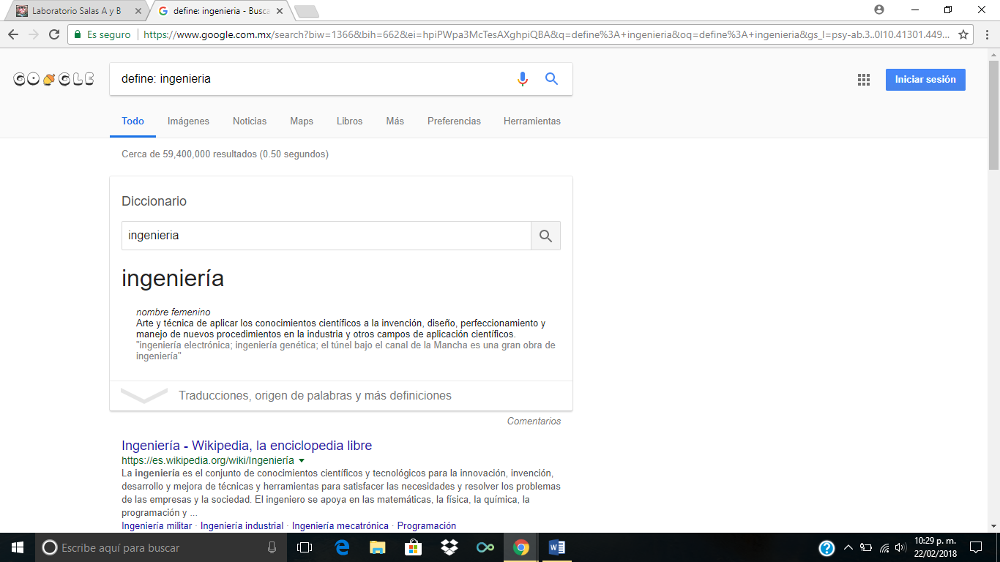 Laboratorio Salas A y B
define: ingenieria - Busca
Es seguro
https://www.google.com.mx/search?biw=1366&bih=662&ei=hpiPWpa3McTesAXghpiQBA&q=define%3A+ingenieria&oq=define%3A+ingenieria&gs_l=psy-ab.3..0l10.41301.449...
GOOGLE
define: ingenieria
Iniciar sesión
Todo Imágenes Noticias Maps Libros Más Preferencias Herramientas
Cerca de 59,400,000 resultados (0.50 segundos)
Diccionario
ingenieria
ingeniería
nombre femenino
Arte y técnica de aplicar los conocimientos científicos a la invención, diseño, perfeccionamiento y
manejo de nuevos procedimientos en la industria y otros campos de aplicación científicos.
"ingeniería electrónica; ingeniería genética; el túnel bajo el canal de la Mancha es una gran obra de
ingeniería"
Traducciones, origen de palabras y más definiciones
Comentarios
Ingeniería - Wikipedia, la enciclopedia libre
https://es.wikipedia.org/wiki/Ingeniería
La ingeniería es el conjunto de conocimientos científicos y tecnológicos para la innovación, invención,
desarrollo y mejora de técnicas y herramientas para satisfacer las necesidades y resolver los problemas
de las empresas y la sociedad. El ingeniero se apoya en las matemáticas, la física, la química, la
programación y ...
Ingeniería militar · Ingeniería industrial · Ingeniería mecatrónica · Programación
Escribe aquí para buscar
10:29 p. m.
22/02/2018